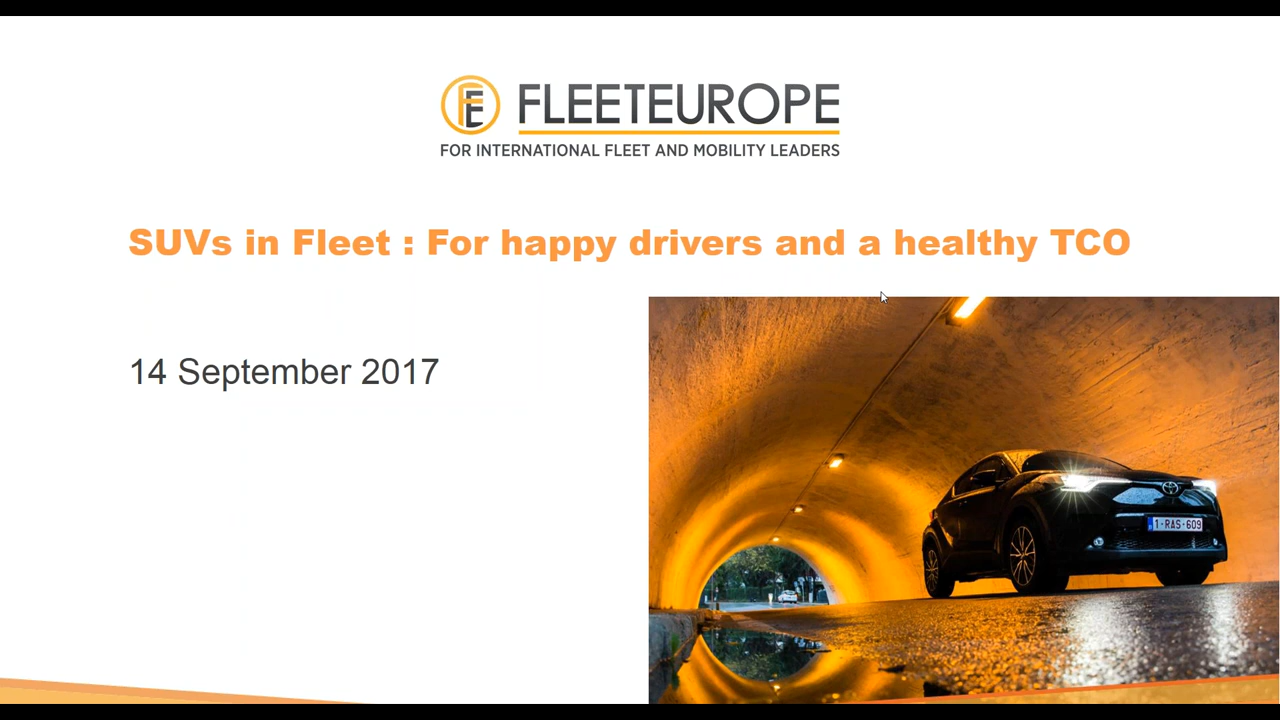 FE FLEETEUROPE
FOR INTERNATIONAL FLEET AND MOBILITY LEADERS
SUVs in Fleet : For happy drivers and a healthy TCO
14 September 2017
1-RAS-609